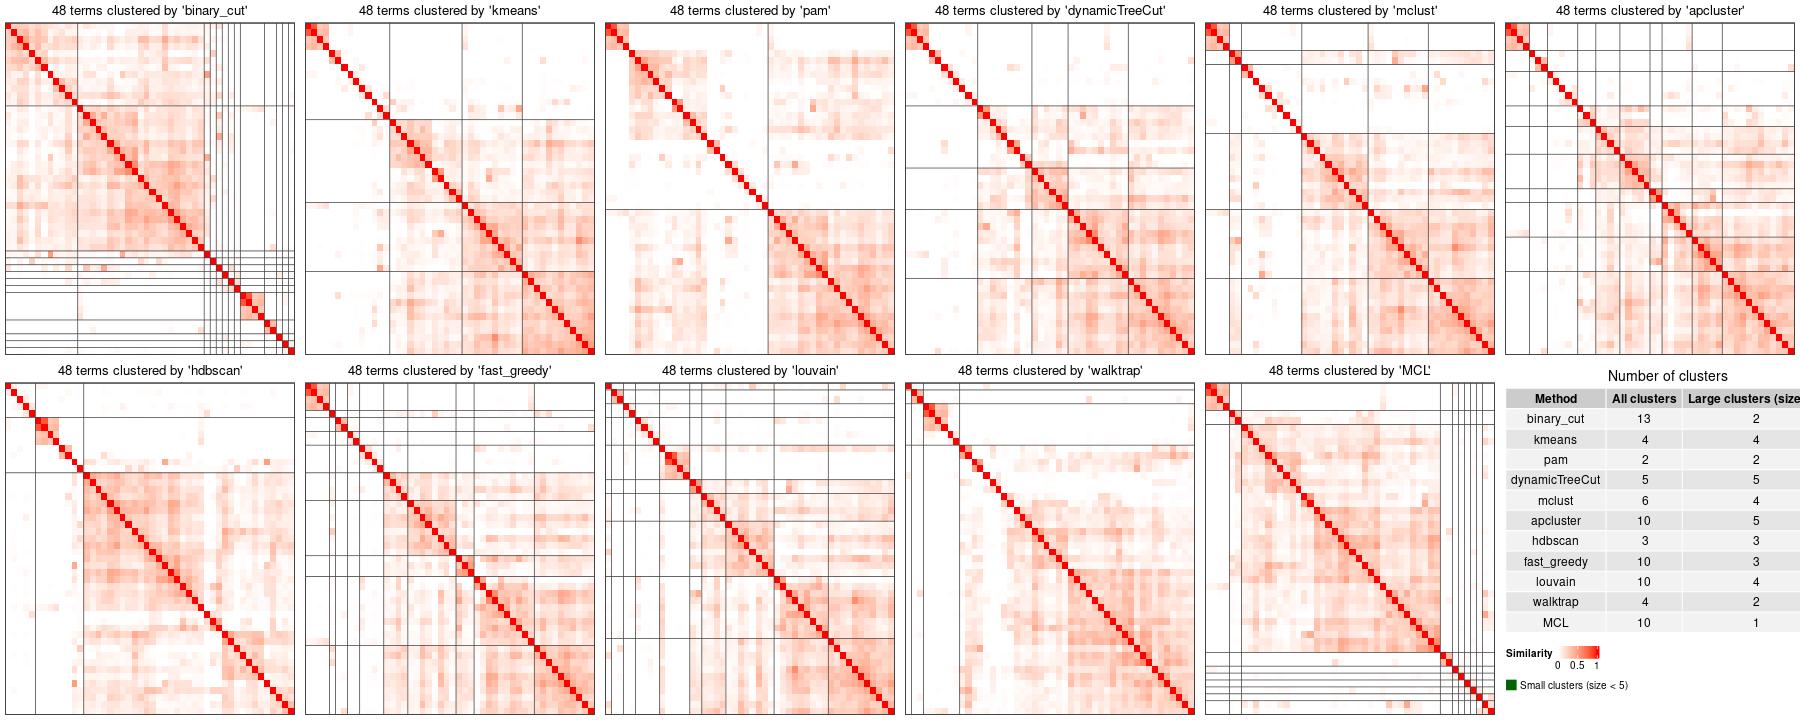 48 terms clustered by 'binary_cut'
48 terms clustered by 'kmeans'
48 terms clustered by 'pam'
48 terms clustered by 'dynamicTreeCut'
48 terms clustered by 'mclust'
48 terms clustered by 'apcluster'
48 terms clustered by 'hdbscan'
48 terms clustered by 'fast_greedy'
48 terms clustered by 'louvain'
48 terms clustered by 'walktrap'
48 terms clustered by 'MCL'
Number of clusters
Method All clusters Large clusters (size
binary_cut 13 2
kmeans 4 4
pam 2 2
dynamicTreeCut 5 5
mclust 6 4
apcluster 10 5
hdbscan 3 3
fast_greedy 10 3
louvain 10 4
walktrap 4 2
MCL 10 1
Similarity
0 0.5 1
Small clusters (size < 5)